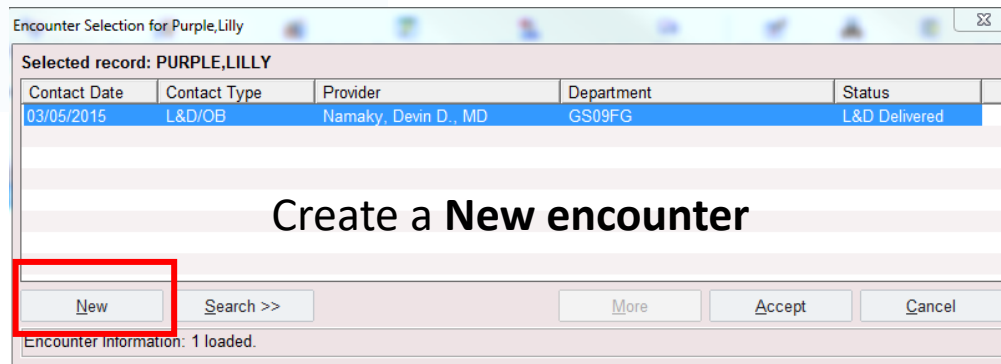 Encounter Selection for Purple,Lilly
Selected record: PURPLE,LILLY
Contact Date Contact Type Provider Department Status
03/05/2015 L&D/OB Namaky, Devin D., MD GS09FG L&D Delivered
Create a New encounter
New Search >> More Accept Cancel
Encounter Information: 1 loaded.